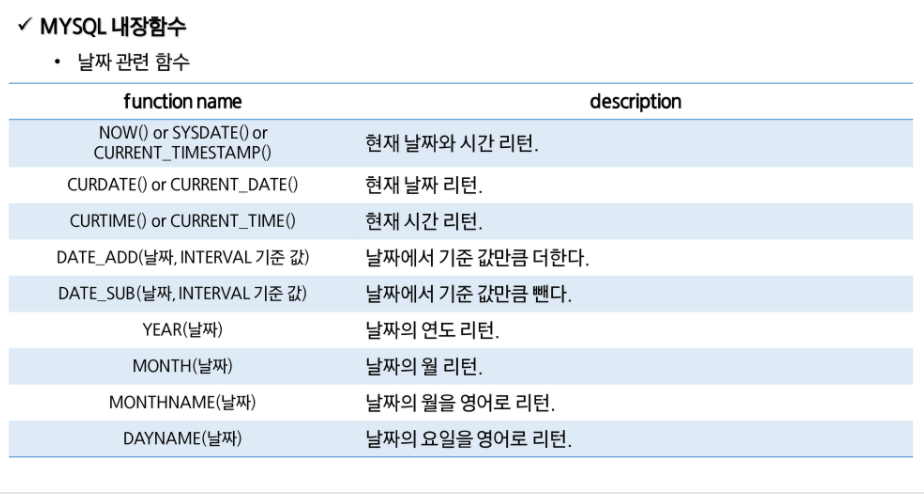 ✓ MYSQL 내장함수
• 날짜 관련 함수
function name description
NOW() or SYSDATE() or
CURRENT_TIMESTAMP() 현재 날짜와 시간 리턴.
CURDATE() or CURRENT_DATE() 현재 날짜 리턴.
CURTIME() or CURRENT_TIME() 현재 시간 리턴.
DATE_ADD(날짜, INTERVAL 기준 값) 날짜에서 기준 값만큼 더한다.
DATE_SUB(날짜, INTERVAL 기준 값) 날짜에서 기준 값만큼 뺀다.
YEAR(날짜) 날짜의 연도 리턴.
MONTH(날짜) 날짜의 월 리턴.
MONTHNAME(날짜) 날짜의 월을 영어로 리턴.
DAYNAME(날짜) 날짜의 요일을 영어로 리턴.